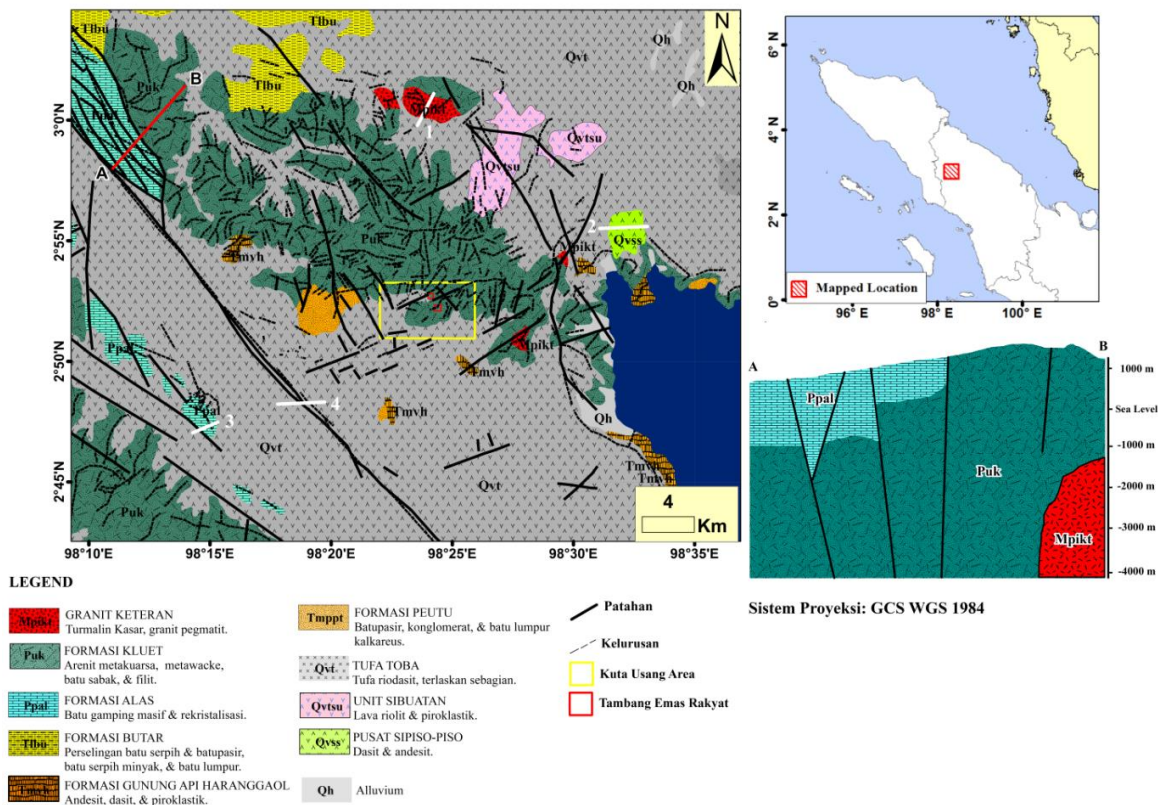 Tlbu
Tlbu
Tlbu
Qh
Qvt
Qh
N
B
Puk
A
Mpikt
1
Qvtsu
Qvtsu
Puk
2
Qvss
Mpikt
Tmvh
Ppal
Mpikt
Tmvh
Ppal
3
4
Tmvh
Qh
Qvt
Qvt
Tmvh
Tmvh
Puk
4
Km
3°0'N
2°55'N
2°50'N
2°45'N
98°10'E
98°15'E
98°20'E
98°25'E
98°30'E
98°35'E
6° N
4° N
2° N
0°
96° E
98° E
100° E
Mapped Location
A
B
Ppal
Puk
Mpikt
1000 m
Sea Level
-1000 m
-2000 m
-3000 m
-4000 m
Sistem Proyeksi: GCS WGS 1984
LEGEND
Mpikt
GRANIT KETERAN
Turmalin Kasar, granit pegmatit.
Puk
FORMASI KLUET
Arenit metakuarsa, metawacke,
batu sabak, & filit.
Ppal
FORMASI ALAS
Batu gamping masif & rekristalisasi.
Tlbu
FORMASI BUTAR
Perselingan batu serpih & batupasir,
batu serpih minyak, & batu lumpur.
FORMASI GUNUNG API HARANGGAOL
Andesit, dasit, & piroklastik.
Tmppt
FORMASI PEUTU
Batupasir, konglomerat, & batu lumpur
kalkareus.
Qvt
TUFA TOBA
Tufa riodasit, terlaskan sebagian.
Qvtsu
UNIT SIBUATAN
Lava riolit & piroklastik.
Qvss
PUSAT SIPISO-PISO
Dasit & andesit.
Qh
Alluvium
Patahan
Kelurusan
Kuta Usang Area
Tambang Emas Rakyat